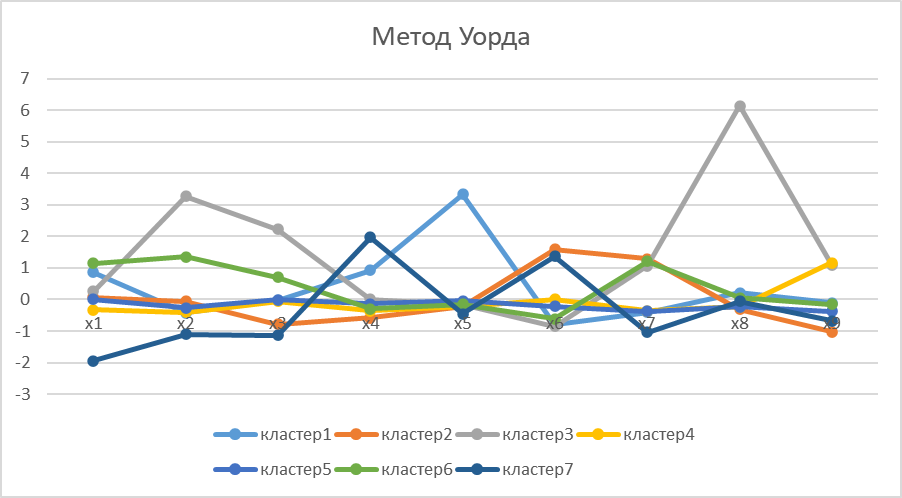 Метод Уорда
7
6
5
4
3
2
1
0
-1
-2
-3
x1 x2 x3 x4 x5 x6 x7 x8 x9
кластер1 кластер2 кластер3 кластер4
кластер5 кластер6 кластер7